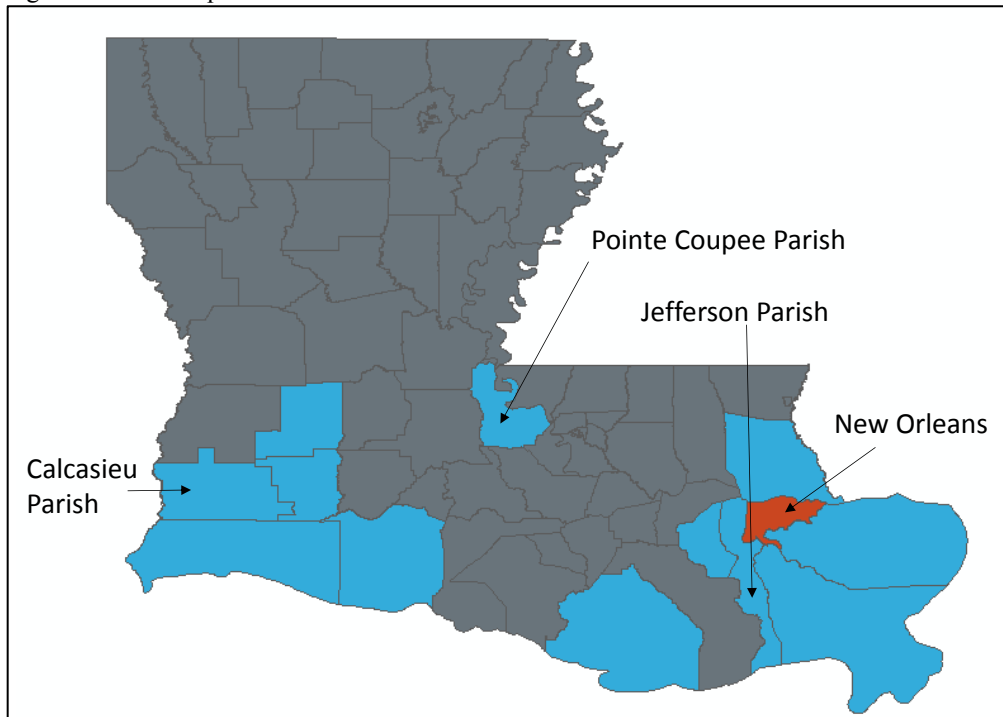 Pointe Coupee Parish
Jefferson Parish
New Orleans
Calcasieu
Parish